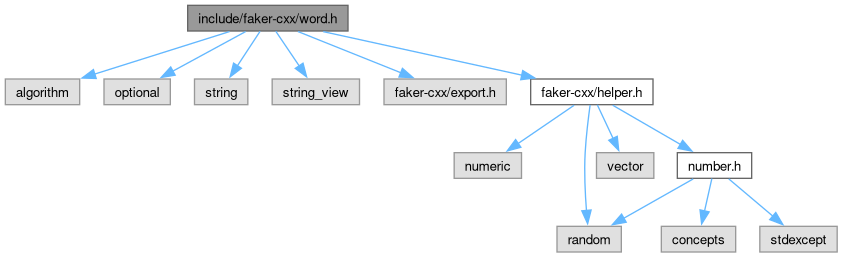 include/faker-cxx/word.h
algorithm
optional
string
string_view
faker-cxx/export.h
faker-cxx/helper.h
numeric
vector
number.h
random
concepts
stdexcept